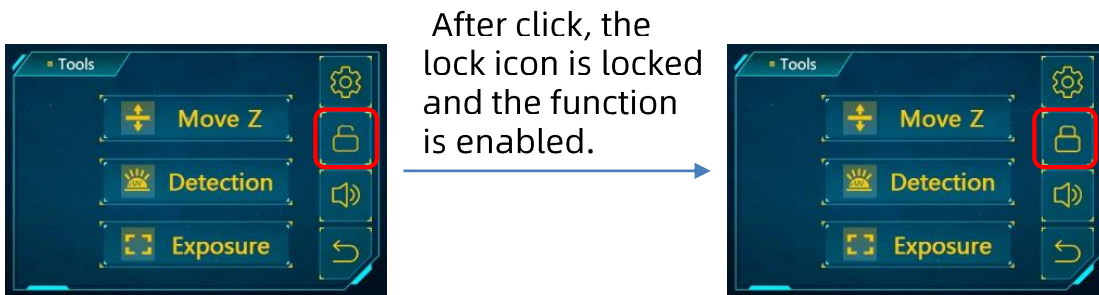 Tools
Move Z
Detection
UV
Exposure
After click, the
lock icon is locked
and the function
is enabled.
Tools
Move Z
Detection
UV
Exposure